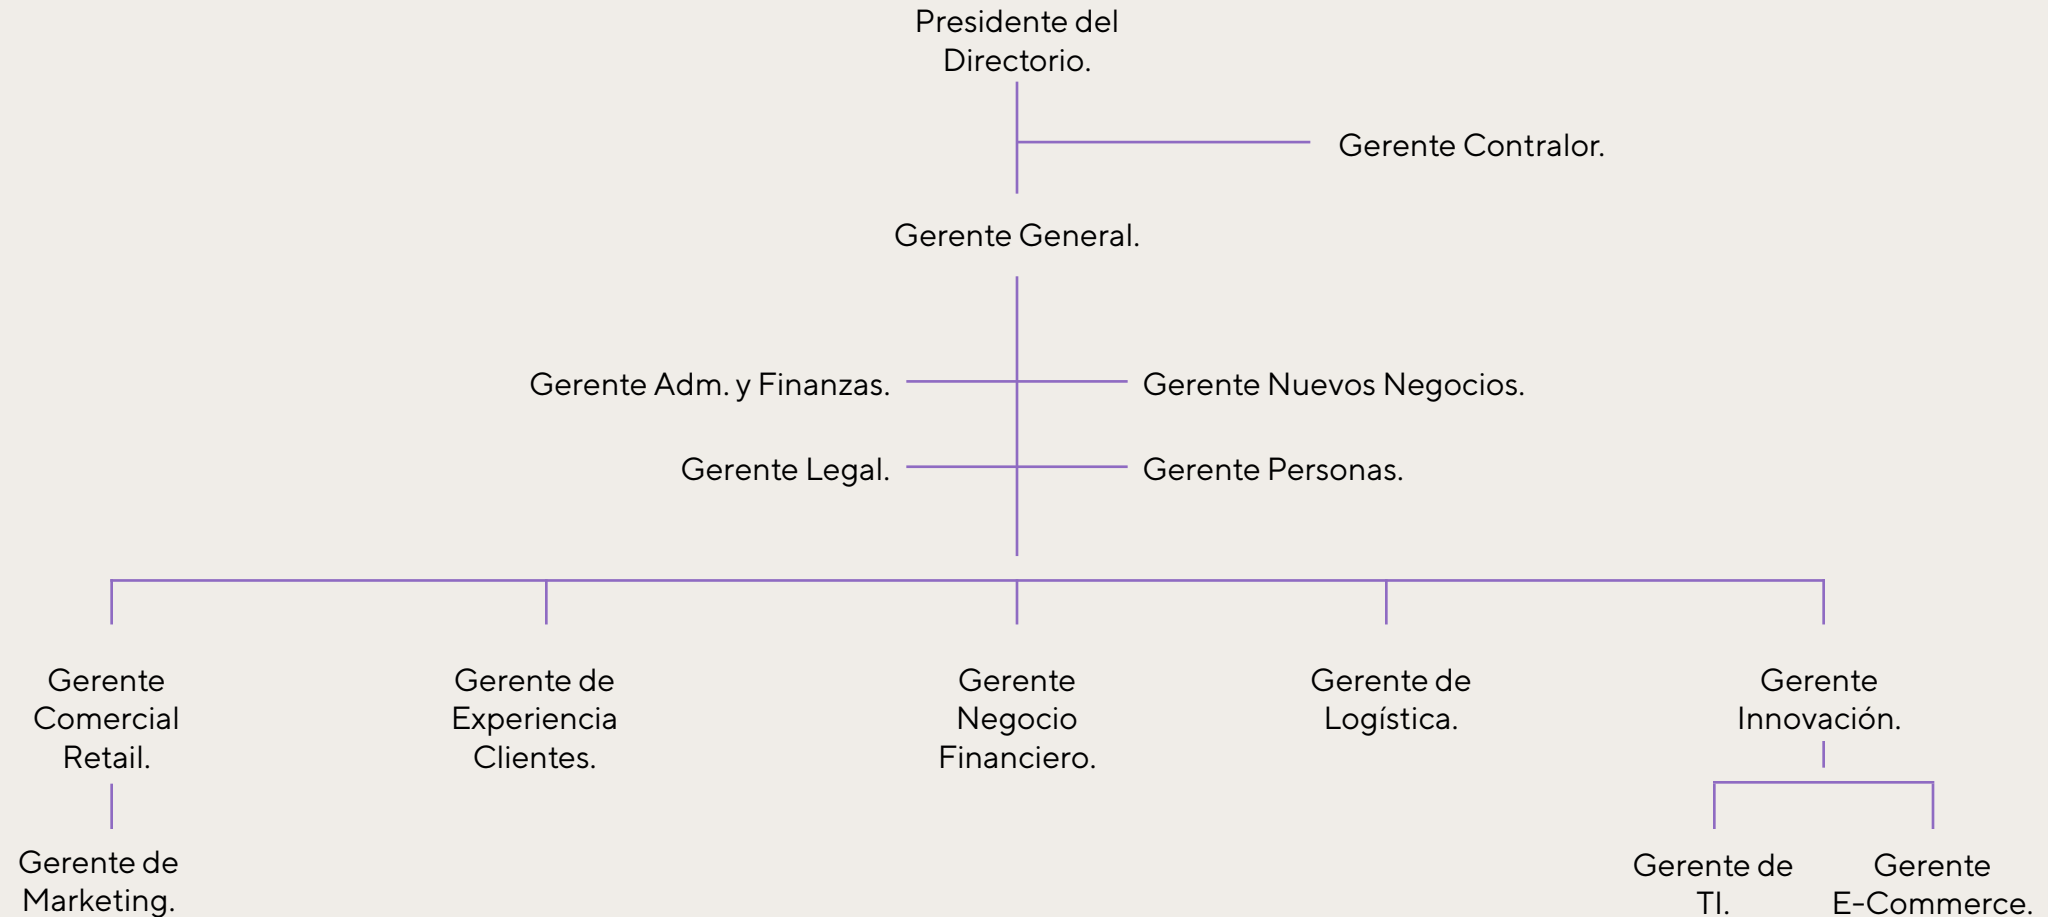 Presidente del
Directorio.
Gerente Contralor.
Gerente General.
Gerente Adm. y Finanzas.
Gerente Nuevos Negocios.
Gerente Legal.
Gerente Personas.
Gerente
Comercial
Retail.
Gerente de
Experiencia
Clientes.
Gerente
Negocio
Financiero.
Gerente de
Logística.
Gerente
Innovación.
Gerente de
Marketing.
Gerente de
TI.
Gerente
E-Commerce.